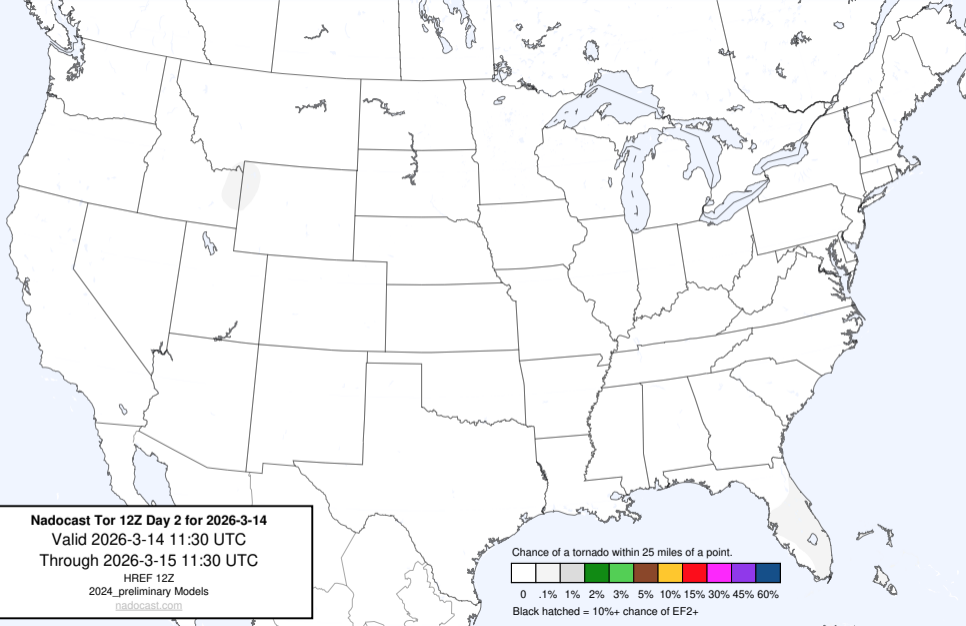 Nadocast Tor 12Z Day 2 for 2026-3-14
Valid 2026-3-14 11:30 UTC
Through 2026-3-15 11:30 UTC
HREF 12Z
2024_preliminary Models
nadocast.com
Chance of a tornado within 25 miles of a point.
0 .1% 1% 2% 3% 5% 10% 15% 30% 45% 60%
Black hatched = 10%+ chance of EF2+